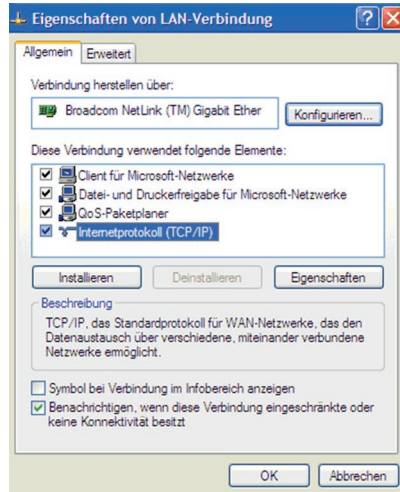 Eigenschaften von LAN-Verbindung
Allgemein Erweitert
Verbindung herstellen über:
Broadcom NetLink (TM) Gigabit Ether Konfigurieren...
Diese Verbindung verwendet folgende Elemente:
Client für Microsoft-Netzwerke
Datei- und Druckerfreigabe für Microsoft-Netzwerke
QoS-Paketplaner
Internetprotokoll (TCP/IP)
Installieren Deinstallieren Eigenschaften
Beschreibung
TCP/IP, das Standardprotokoll für WAN-Netzwerke, das den
Datenaustausch über verschiedene, miteinander verbundene
Netzwerke ermöglicht.
Symbol bei Verbindung im Infobereich anzeigen
Benachrichtigen, wenn diese Verbindung eingeschränkte oder
keine Konnektivität besitzt
OK Abbrechen